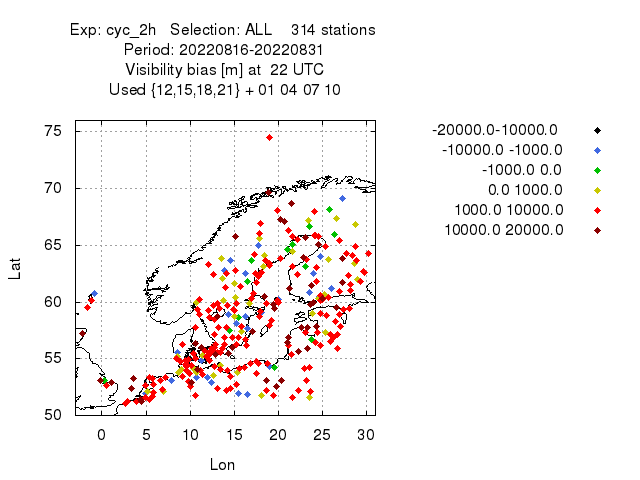 Exp: cyc_2h Selection: ALL 314 stations
Period: 20220816-20220831
Visibility bias [m] at 22 UTC
Used {12,15,18,21} + 01 04 07 10
75
70
65
60
55
50
Lat
0 5 10 15 20 25 30
Lon
-20000.0-10000.0
-10000.0 -1000.0
-1000.0 0.0
0.0 1000.0
1000.0 10000.0
10000.0 20000.0